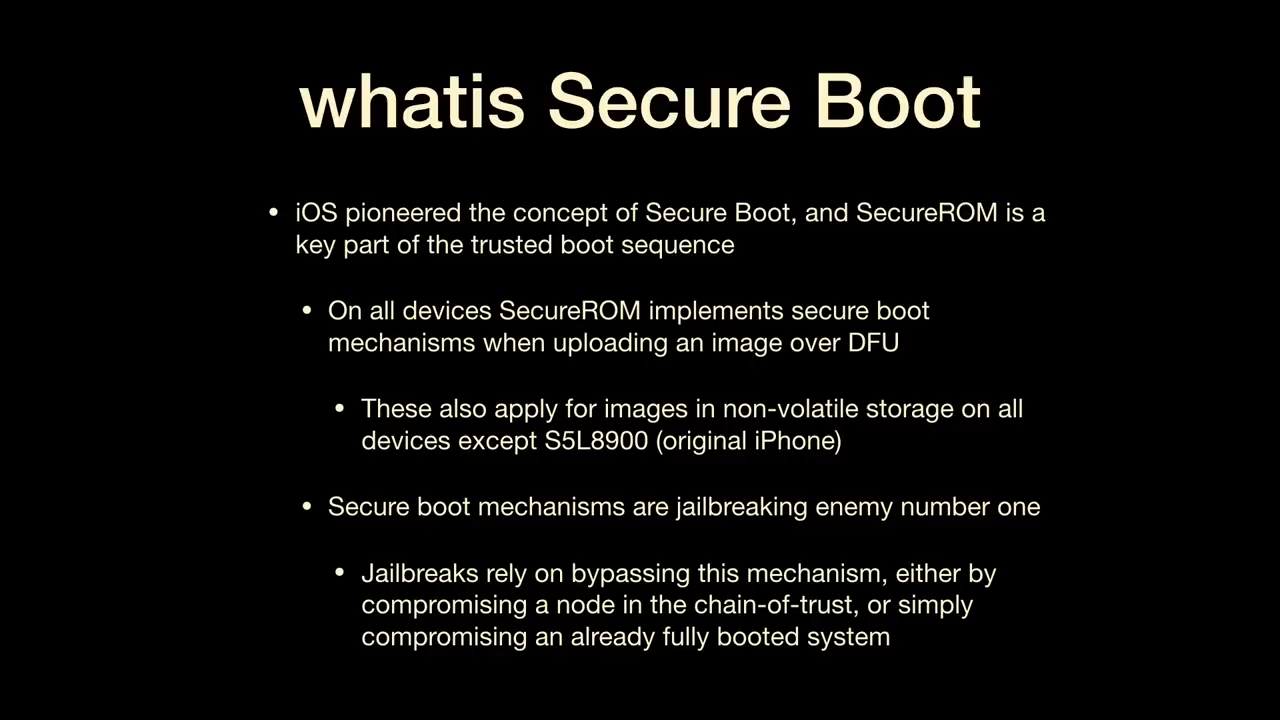 whatis Secure Boot
• iOS pioneered the concept of Secure Boot, and SecureROM is a
key part of the trusted boot sequence
• On all devices SecureROM implements secure boot
mechanisms when uploading an image over DFU
• These also apply for images in non-volatile storage on all
devices except S5L8900 (original iPhone)
• Secure boot mechanisms are jailbreaking enemy number one
• Jailbreaks rely on bypassing this mechanism, either by
compromising a node in the chain-of-trust, or simply
compromising an already fully booted system